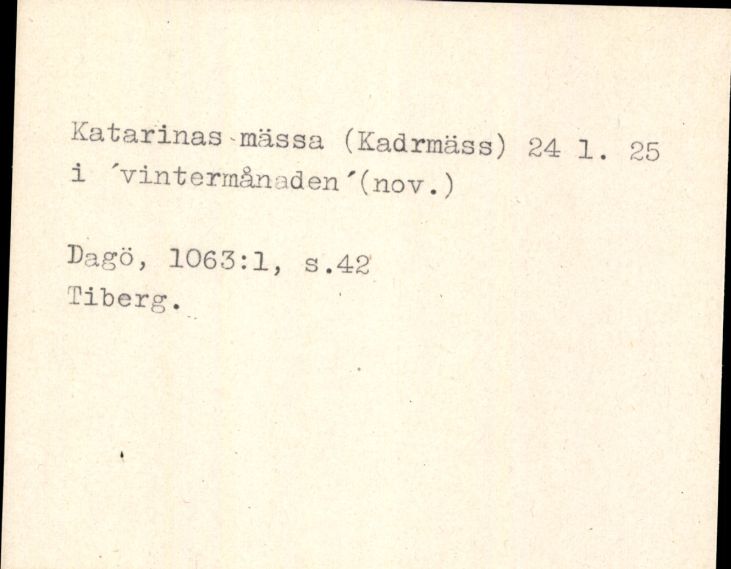 Katarinas-mässa (Kadrmäss) 24 l. 25
i ´vintermånaden´(nov.)
Dagö, 1063:1, s.42
Tiberg.